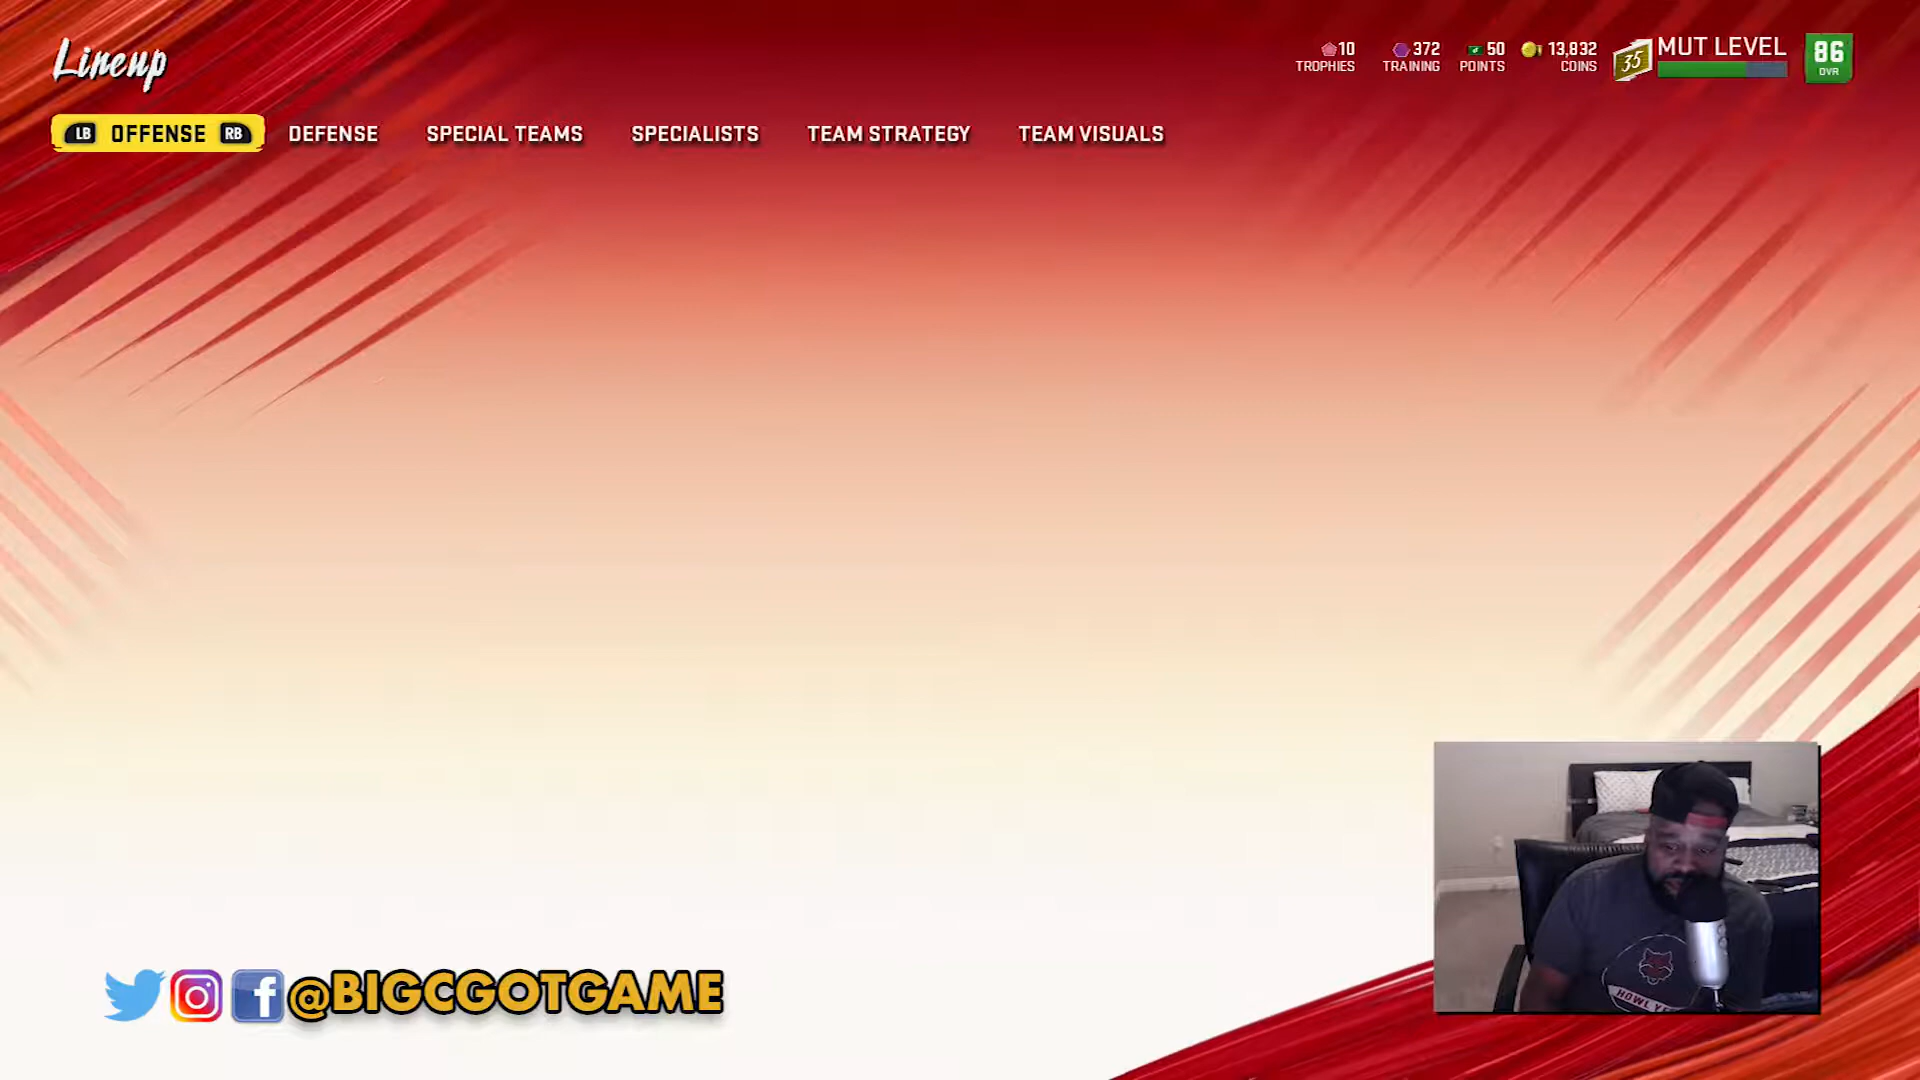 Lineup
10 TROPHIES
372 TRAINING
50 POINTS
13,832 COINS
35
MUT LEVEL
86 OVR
LB OFFENSE RB
DEFENSE
SPECIAL TEAMS
SPECIALISTS
TEAM STRATEGY
TEAM VISUALS
@BIGCGOTGAME
HOWL